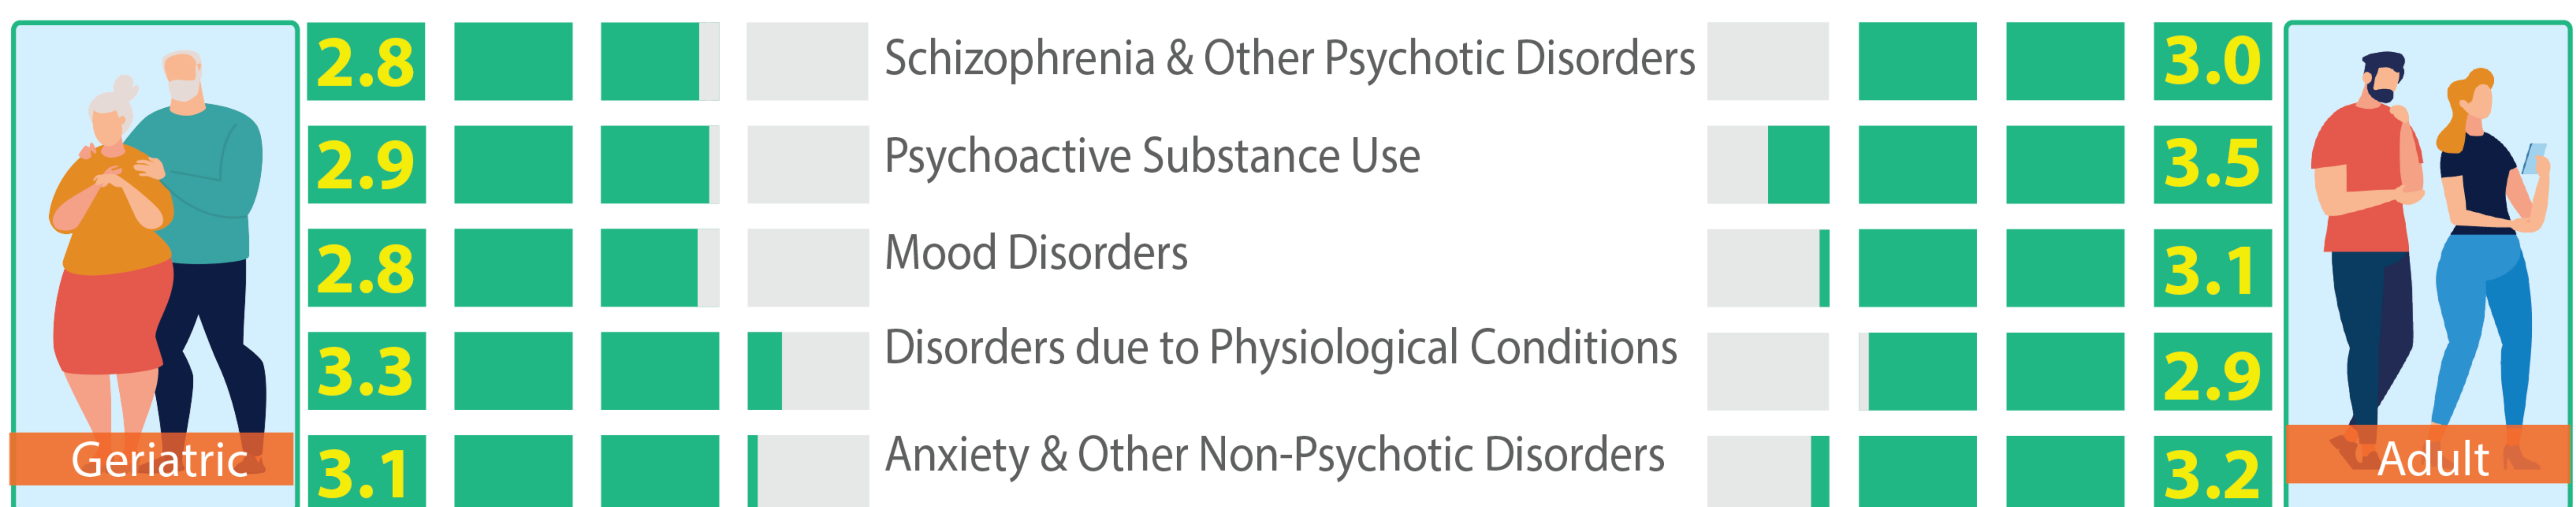 2.8 Schizophrenia & Other Psychotic Disorders 3.0
2.9 Psychoactive Substance Use 3.5
2.8 Mood Disorders 3.1
3.3 Disorders due to Physiological Conditions 2.9
Geriatric 3.1 Anxiety & Other Non-Psychotic Disorders 3.2 Adult